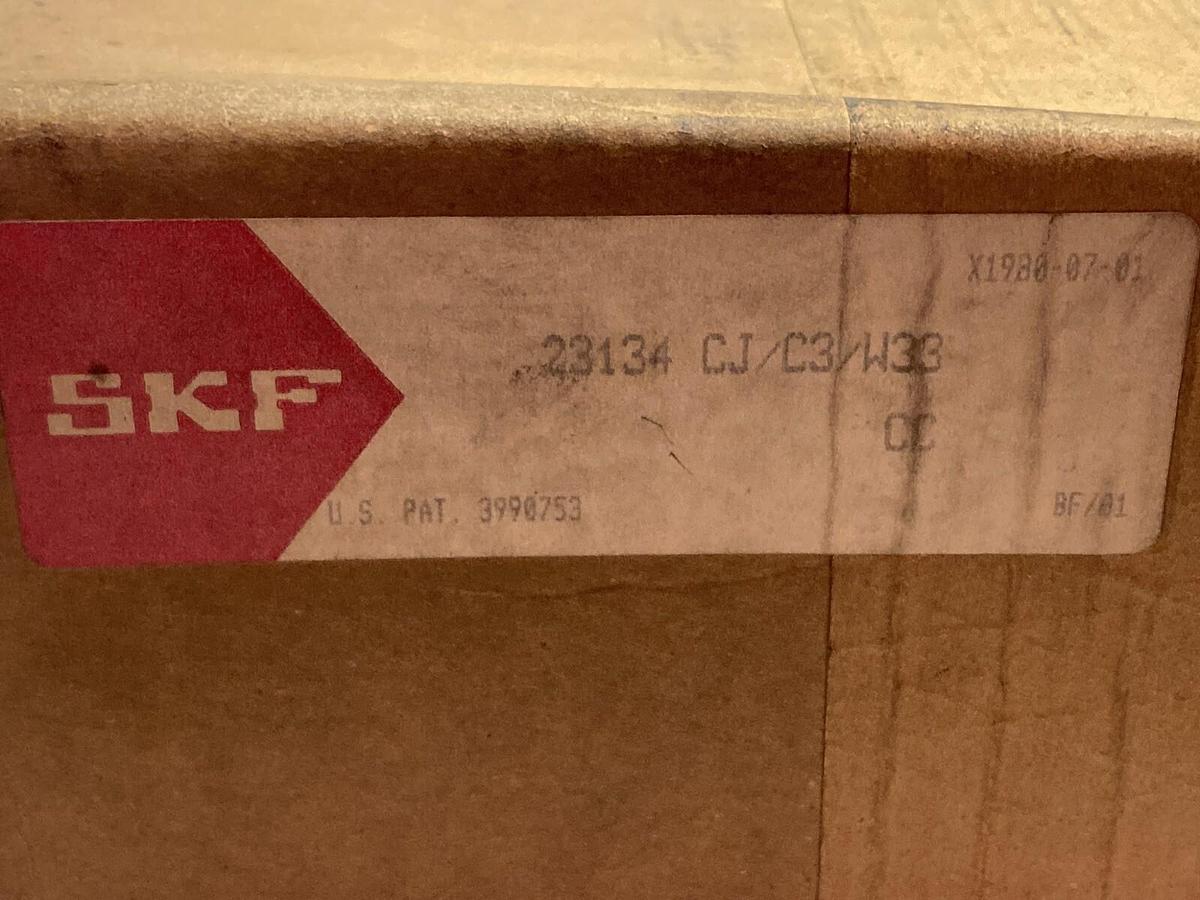 X1980-07-01
23134 CJ/C3/W33
SKF
CC
U.S. PAT. 3990753
BF/01